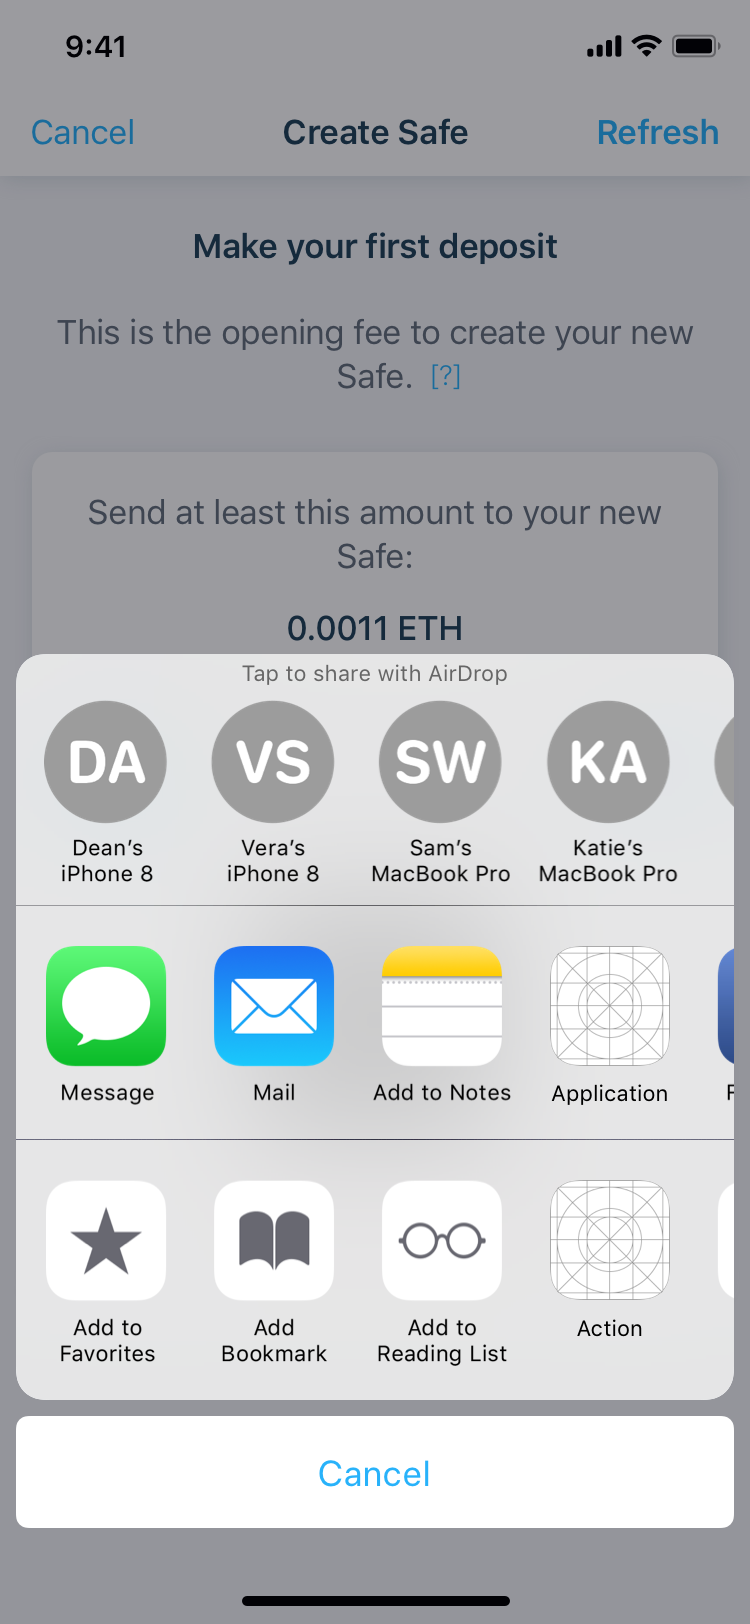 9:41
Cancel
Create Safe
Refresh
Make your first deposit
This is the opening fee to create your new
Safe. [?]
Send at least this amount to your new
Safe:
0.0011 ETH
Tap to share with AirDrop
DA
VS
SW
KA
Dean’s
iPhone 8
Vera’s
iPhone 8
Sam’s
MacBook Pro
Katie’s
MacBook Pro
Message
Mail
Add to Notes
Application
Add to
Favorites
Add
Bookmark
Add to
Reading List
Action
Cancel